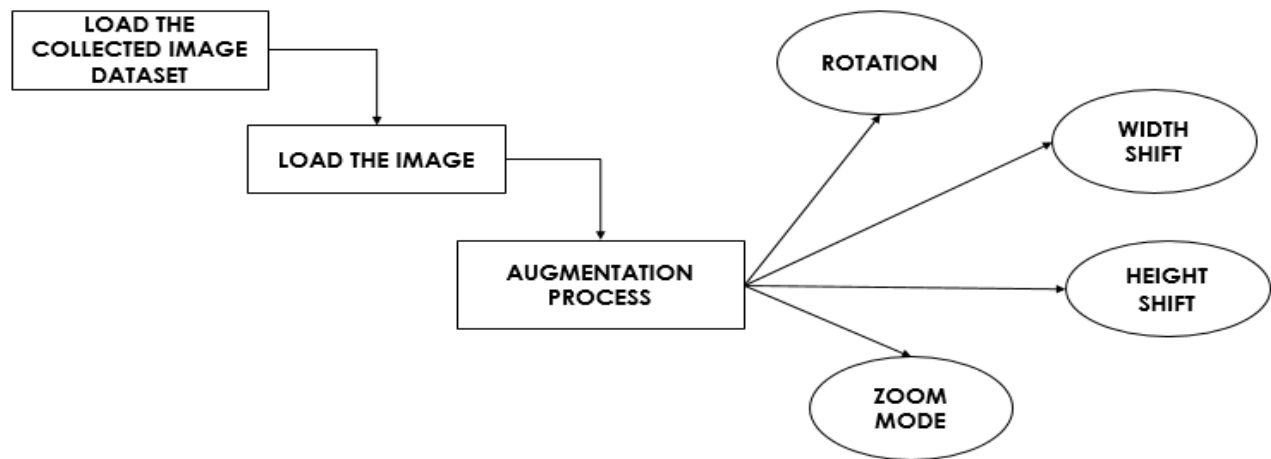 LOAD THE
COLLECTED IMAGE
DATASET
LOAD THE IMAGE
AUGMENTATION
PROCESS
ROTATION
WIDTH
SHIFT
HEIGHT
SHIFT
ZOOM
MODE